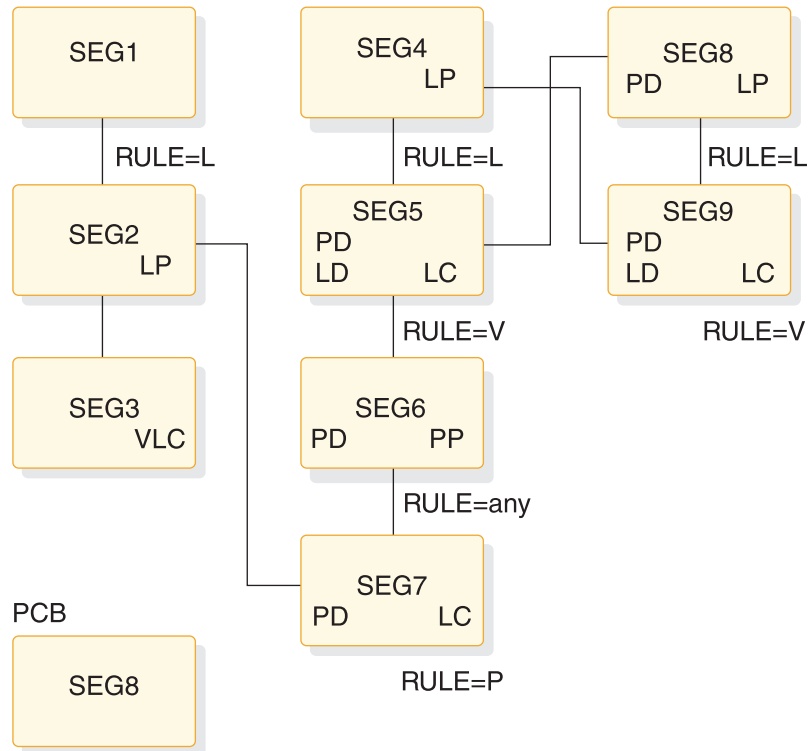 SEG1
RULE=L
SEG2
LP
SEG3
VLC
PCB
SEG8
SEG4
LP
RULE=L
SEG5
PD
LD LC
RULE=V
SEG6
PD PP
RULE=any
SEG7
PD LC
RULE=P
SEG8
PD LP
RULE=L
SEG9
PD
LD LC
RULE=V